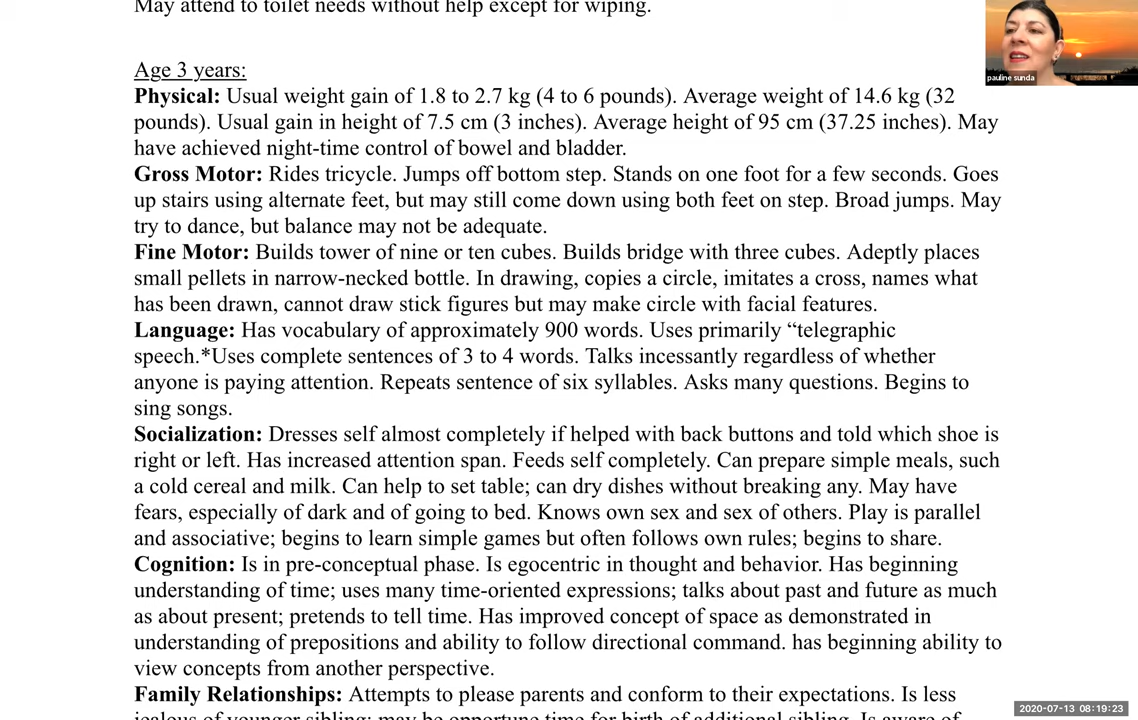 May attend to toilet needs without help except for wiping.
Age 3 years:
Physical: Usual weight gain of 1.8 to 2.7 kg (4 to 6 pounds). Average weight of 14.6 kg (32
pounds). Usual gain in height of 7.5 cm (3 inches). Average height of 95 cm (37.25 inches). May
have achieved night-time control of bowel and bladder.
Gross Motor: Rides tricycle. Jumps off bottom step. Stands on one foot for a few seconds. Goes
up stairs using alternate feet, but may still come down using both feet on step. Broad jumps. May
try to dance, but balance may not be adequate.
Fine Motor: Builds tower of nine or ten cubes. Builds bridge with three cubes. Adeptly places
small pellets in narrow-necked bottle. In drawing, copies a circle, imitates a cross, names what
has been drawn, cannot draw stick figures but may make circle with facial features.
Language: Has vocabulary of approximately 900 words. Uses primarily “telegraphic
speech.*Uses complete sentences of 3 to 4 words. Talks incessantly regardless of whether
anyone is paying attention. Repeats sentence of six syllables. Asks many questions. Begins to
sing songs.
Socialization: Dresses self almost completely if helped with back buttons and told which shoe is
right or left. Has increased attention span. Feeds self completely. Can prepare simple meals, such
a cold cereal and milk. Can help to set table; can dry dishes without breaking any. May have
fears, especially of dark and of going to bed. Knows own sex and sex of others. Play is parallel
and associative; begins to learn simple games but often follows own rules; begins to share.
Cognition: Is in pre-conceptual phase. Is egocentric in thought and behavior. Has beginning
understanding of time; uses many time-oriented expressions; talks about past and future as much
as about present; pretends to tell time. Has improved concept of space as demonstrated in
understanding of prepositions and ability to follow directional command. has beginning ability to
view concepts from another perspective.
Family Relationships: Attempts to please parents and conform to their expectations. Is less
jealous of younger sibling; may be opportune time for birth of additional sibling. Is aware of
pauline sunda
2020-07-13 08:19:23